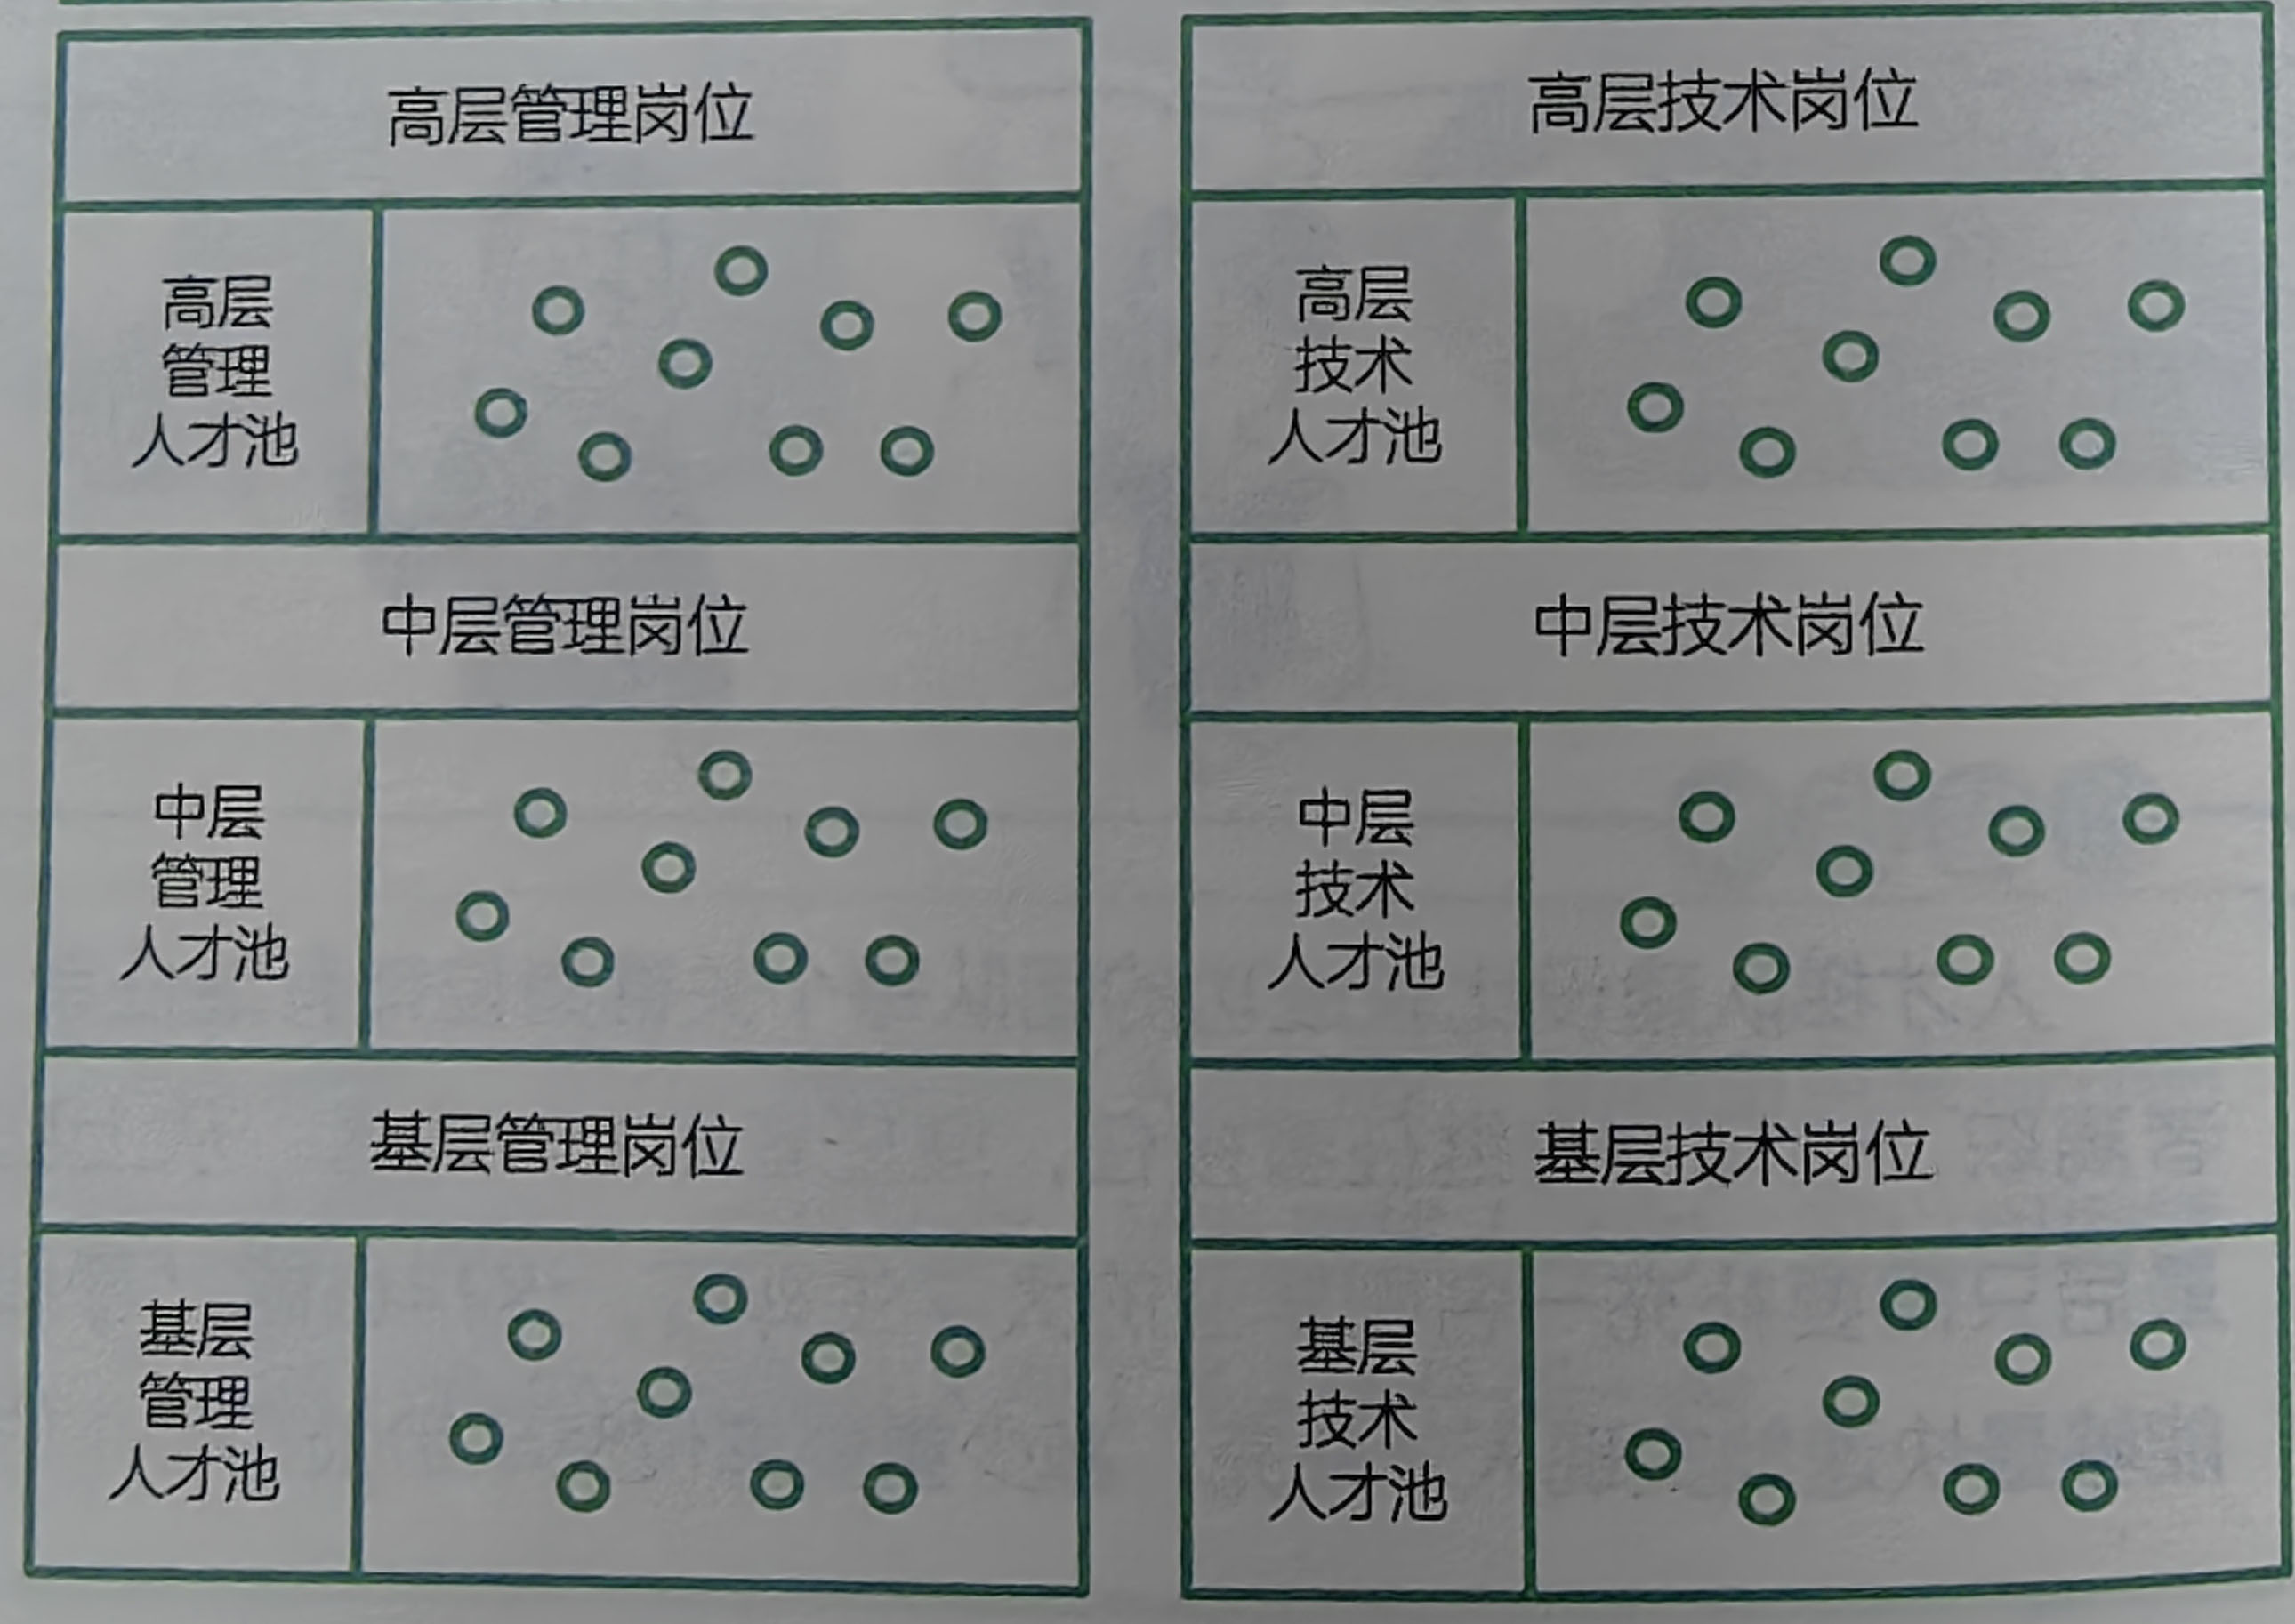 高层管理岗位
高层
管理
人才池
中层管理岗位
中层
管理
人才池
基层管理岗位
基层
管理
人才池
高层技术岗位
高层
技术
人才池
中层技术岗位
中层
技术
人才池
基层技术岗位
基层
技术
人才池